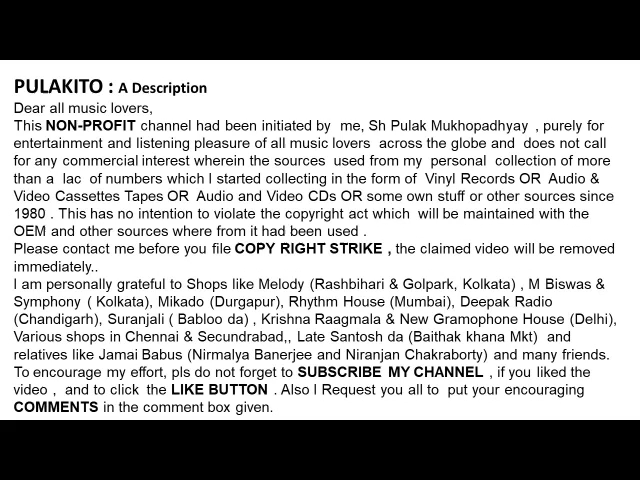 PULAKITO : A Description
Dear all music lovers,
This NON-PROFIT channel had been initiated by me, Sh Pulak Mukhopadhyay , purely for
entertainment and listening pleasure of all music lovers across the globe and does not call
for any commercial interest wherein the sources used from my personal collection of more
than a lac of numbers which I started collecting in the form of Vinyl Records OR Audio &
Video Cassettes Tapes OR Audio and Video CDs OR some own stuff or other sources since
1980 . This has no intention to violate the copyright act which will be maintained with the
OEM and other sources where from it had been used .
Please contact me before you file COPY RIGHT STRIKE , the claimed video will be removed
immediately..
I am personally grateful to Shops like Melody (Rashbihari & Golpark, Kolkata) , M Biswas &
Symphony ( Kolkata), Mikado (Durgapur), Rhythm House (Mumbai), Deepak Radio
(Chandigarh), Suranjali ( Babloo da) , Krishna Raagmala & New Gramophone House (Delhi),
Various shops in Chennai & Secundrabad,, Late Santosh da (Baithak khana Mkt) and
relatives like Jamai Babus (Nirmalya Banerjee and Niranjan Chakraborty) and many friends.
To encourage my effort, pls do not forget to SUBSCRIBE MY CHANNEL , if you liked the
video , and to click the LIKE BUTTON . Also I Request you all to put your encouraging
COMMENTS in the comment box given.